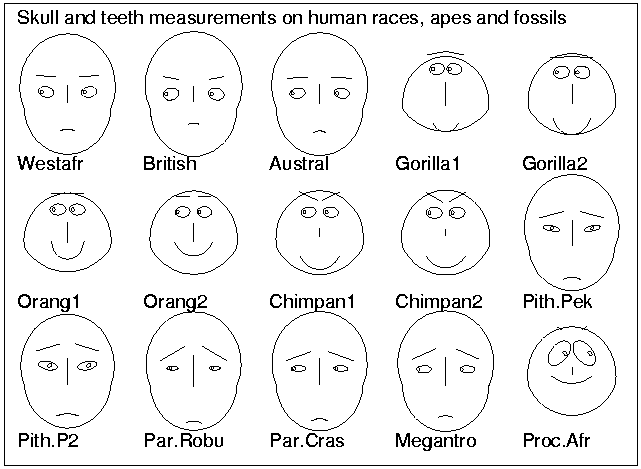 Skull and teeth measurements on human races, apes and fossils
Westafr British Austral Gorilla1 Gorilla2
Orang1 Orang2 Chimpan1 Chimpan2 Pith.Pek
Pith.P2 Par.Robu Par.Cras Megantro Proc.Afr